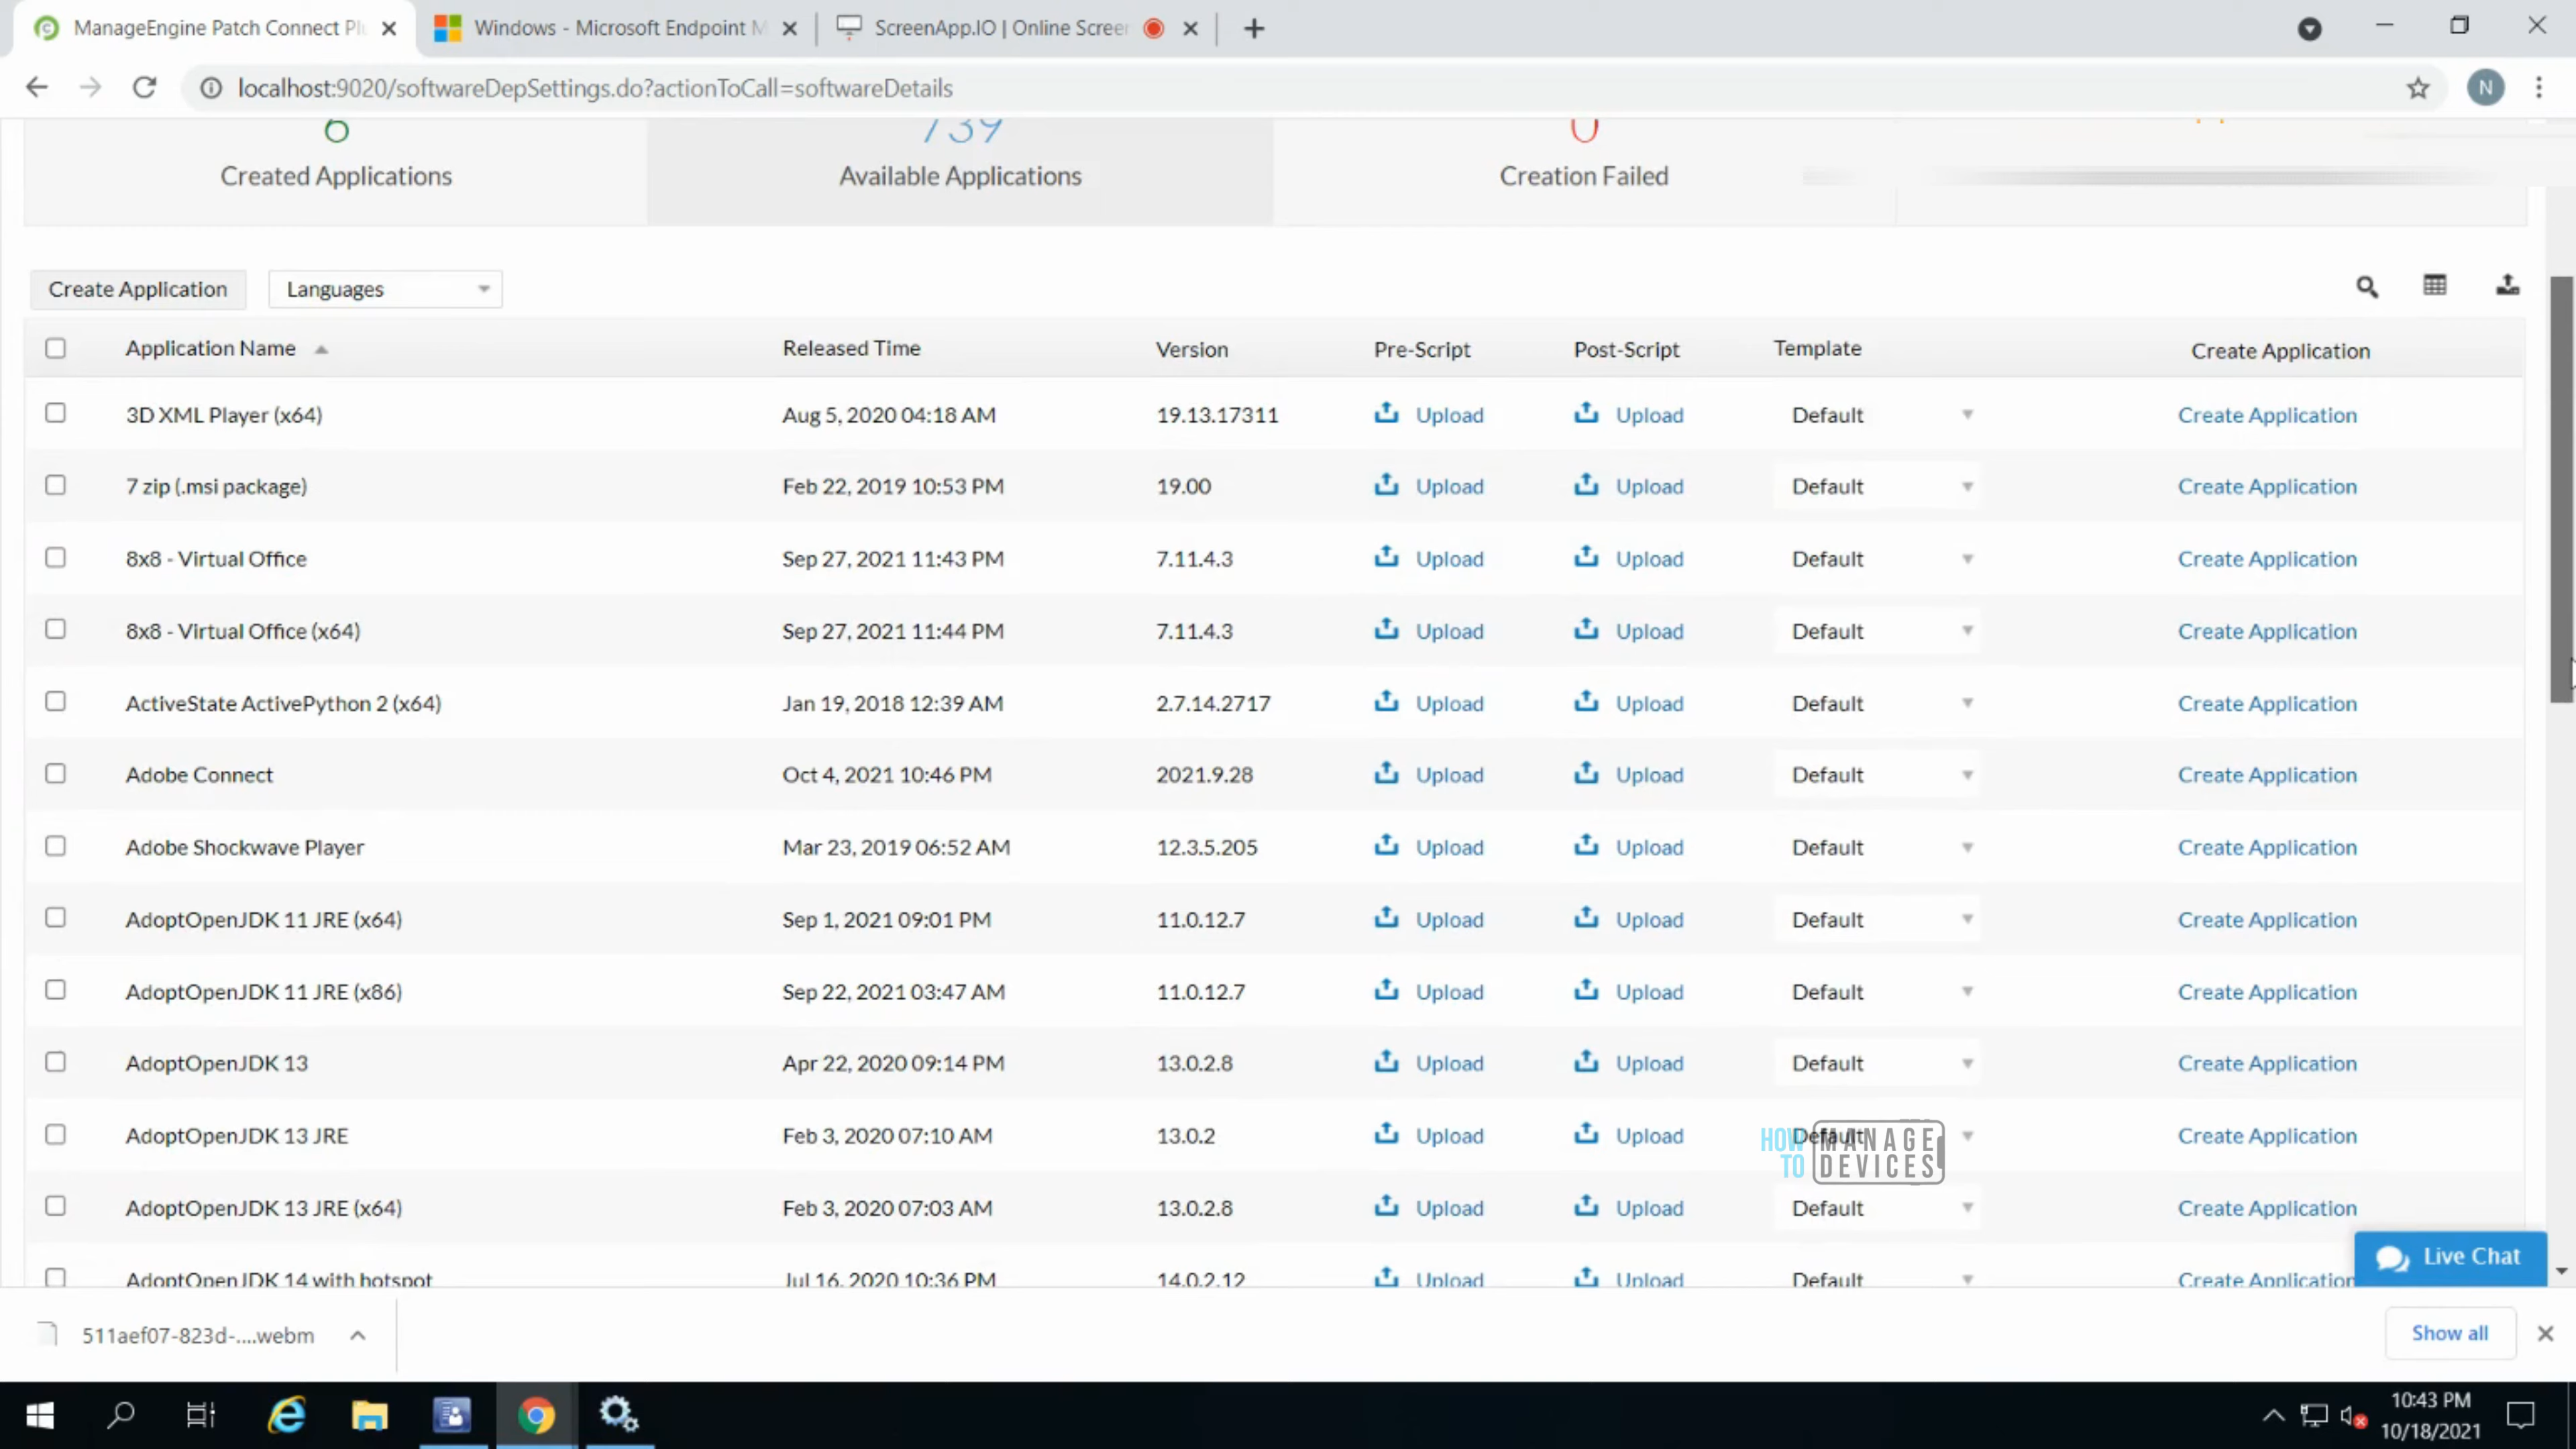 ManageEngine Patch Connect Pl
Windows - Microsoft Endpoint M
ScreenApp.IO | Online Screen
localhost:9020/softwareDepSettings.do?actionToCall=softwareDetails
N
6
739
0
Created Applications
Available Applications
Creation Failed
Create Application
Languages
Application Name Released Time Version Pre-Script Post-Script Template Create Application
3D XML Player (x64) Aug 5, 2020 04:18 AM 19.13.17311 Upload Upload Default Create Application
7 zip (.msi package) Feb 22, 2019 10:53 PM 19.00 Upload Upload Default Create Application
8x8 - Virtual Office Sep 27, 2021 11:43 PM 7.11.4.3 Upload Upload Default Create Application
8x8 - Virtual Office (x64) Sep 27, 2021 11:44 PM 7.11.4.3 Upload Upload Default Create Application
ActiveState ActivePython 2 (x64) Jan 19, 2018 12:39 AM 2.7.14.2717 Upload Upload Default Create Application
Adobe Connect Oct 4, 2021 10:46 PM 2021.9.28 Upload Upload Default Create Application
Adobe Shockwave Player Mar 23, 2019 06:52 AM 12.3.5.205 Upload Upload Default Create Application
AdoptOpenJDK 11 JRE (x64) Sep 1, 2021 09:01 PM 11.0.12.7 Upload Upload Default Create Application
AdoptOpenJDK 11 JRE (x86) Sep 22, 2021 03:47 AM 11.0.12.7 Upload Upload Default Create Application
AdoptOpenJDK 13 Apr 22, 2020 09:14 PM 13.0.2.8 Upload Upload Default Create Application
AdoptOpenJDK 13 JRE Feb 3, 2020 07:10 AM 13.0.2 Upload Upload Default Create Application
HOW TO MANAGE DEVICES
AdoptOpenJDK 13 JRE (x64) Feb 3, 2020 07:03 AM 13.0.2.8 Upload Upload Default Create Application
AdoptOpenJDK 14 with hotspot Jul 16, 2020 10:36 PM 14.0.2.12 Upload Upload Default Create Application
Live Chat
511aef07-823d-....webm
Show all
10:43 PM
10/18/2021